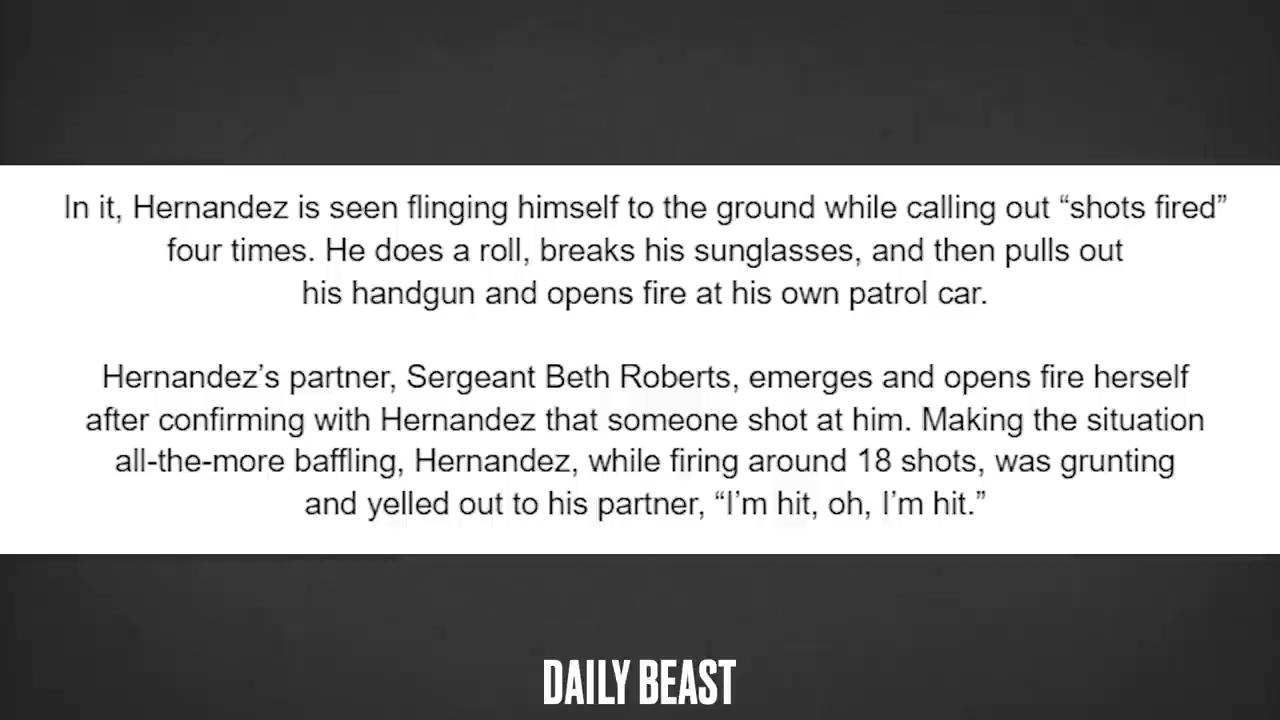 In it, Hernandez is seen flinging himself to the ground while calling out “shots fired”
four times. He does a roll, breaks his sunglasses, and then pulls out
his handgun and opens fire at his own patrol car.
Hernandez’s partner, Sergeant Beth Roberts, emerges and opens fire herself
after confirming with Hernandez that someone shot at him. Making the situation
all-the-more baffling, Hernandez, while firing around 18 shots, was grunting
and yelled out to his partner, “I’m hit, oh, I’m hit.”
DAILY BEAST